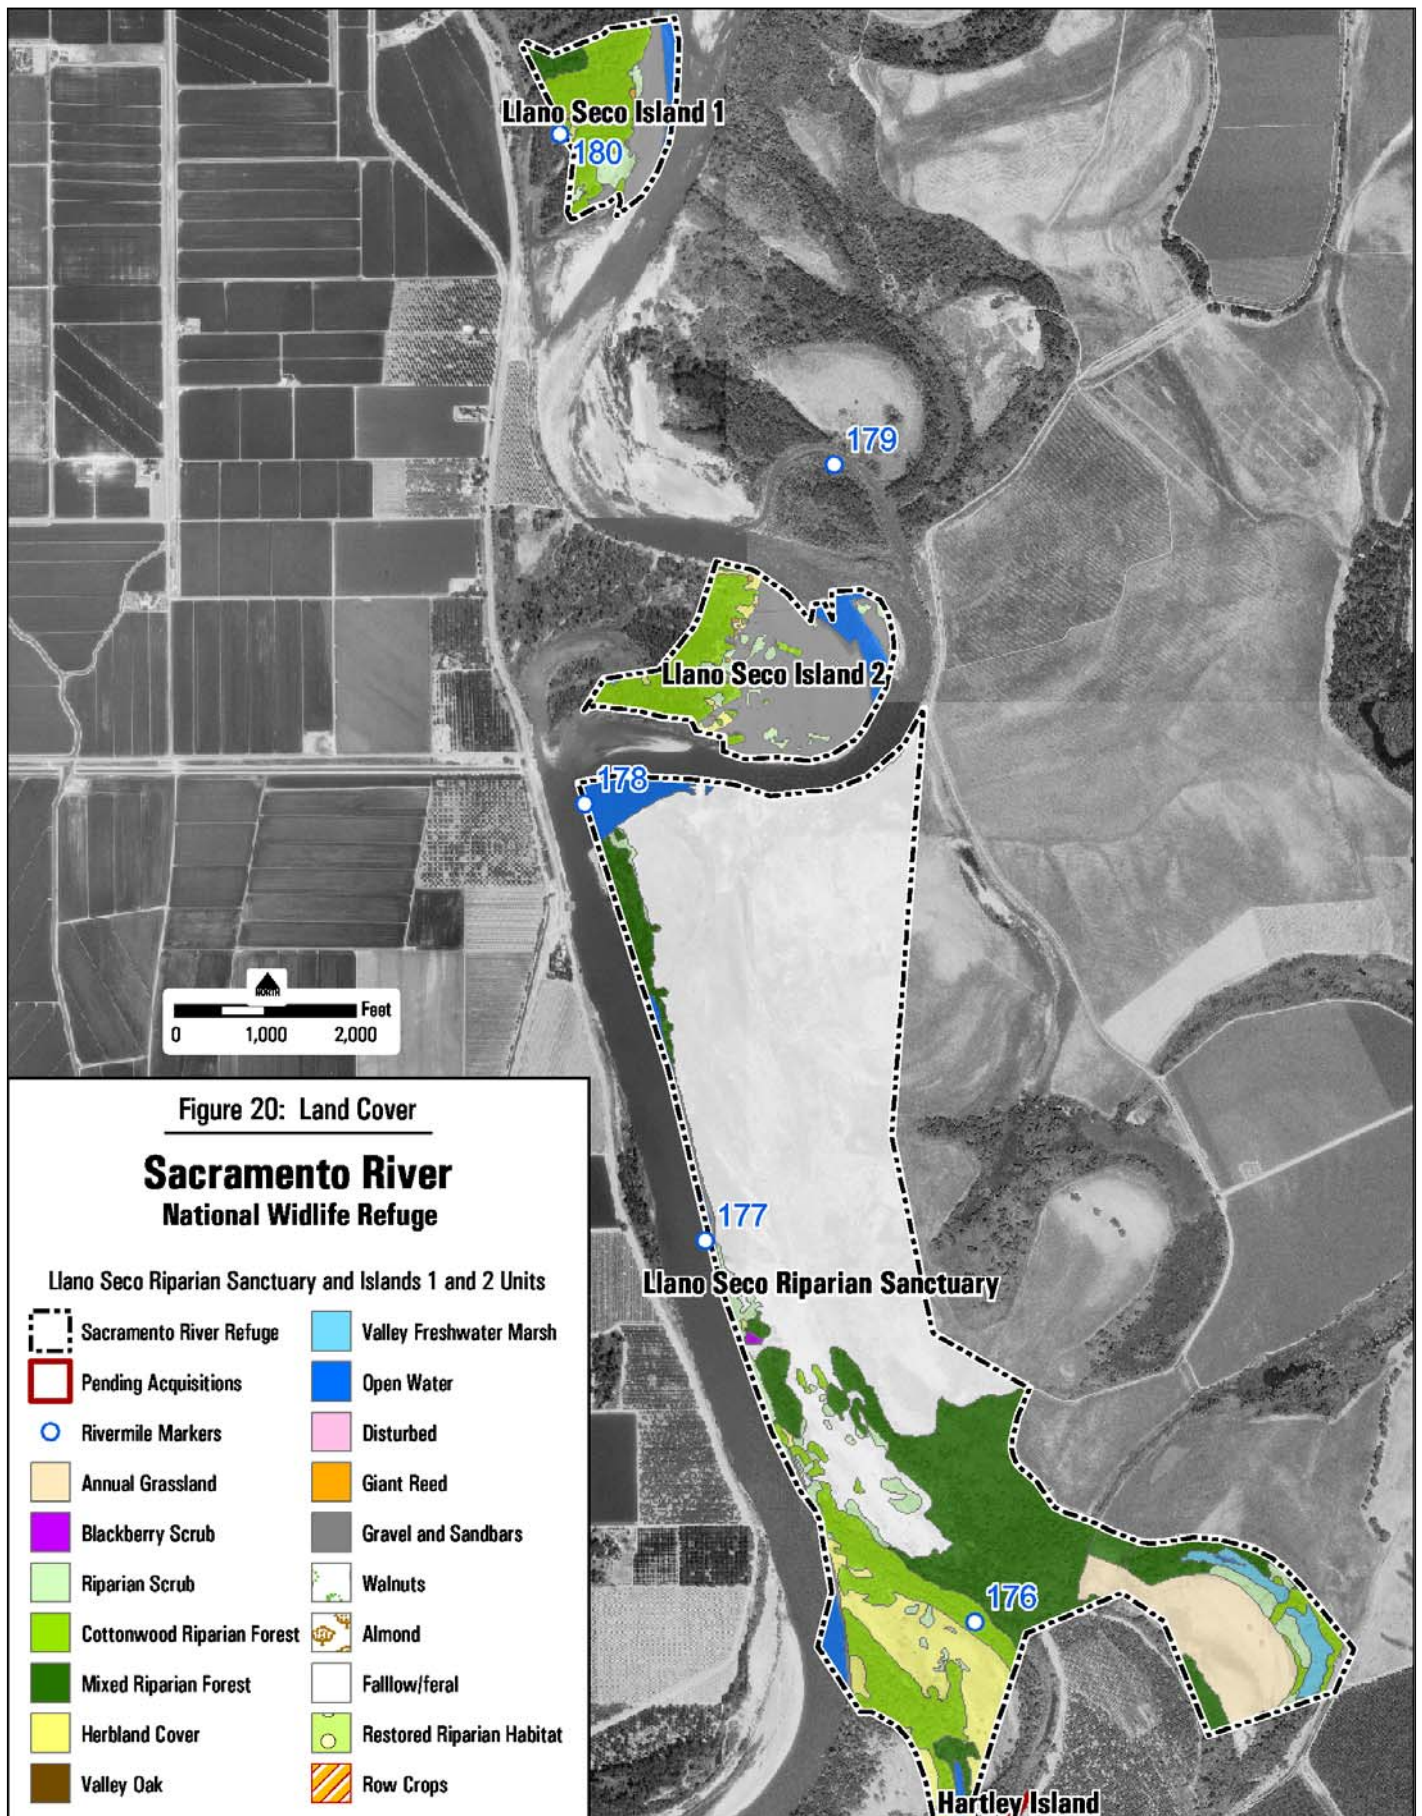 Llano Seco Island 1
180
179
Llano Seco Island 2
178
NORTH
Feet
0 1,000 2,000
177
Llano Seco Riparian Sanctuary
176
Hartley Island
Figure 20: Land Cover
Sacramento River
National Wildlife Refuge
Llano Seco Riparian Sanctuary and Islands 1 and 2 Units
Sacramento River Refuge
Pending Acquisitions
Rivermile Markers
Annual Grassland
Blackberry Scrub
Riparian Scrub
Cottonwood Riparian Forest
Mixed Riparian Forest
Herbland Cover
Valley Oak
Valley Freshwater Marsh
Open Water
Disturbed
Giant Reed
Gravel and Sandbars
Walnuts
Almond
Falllow/feral
Restored Riparian Habitat
Row Crops